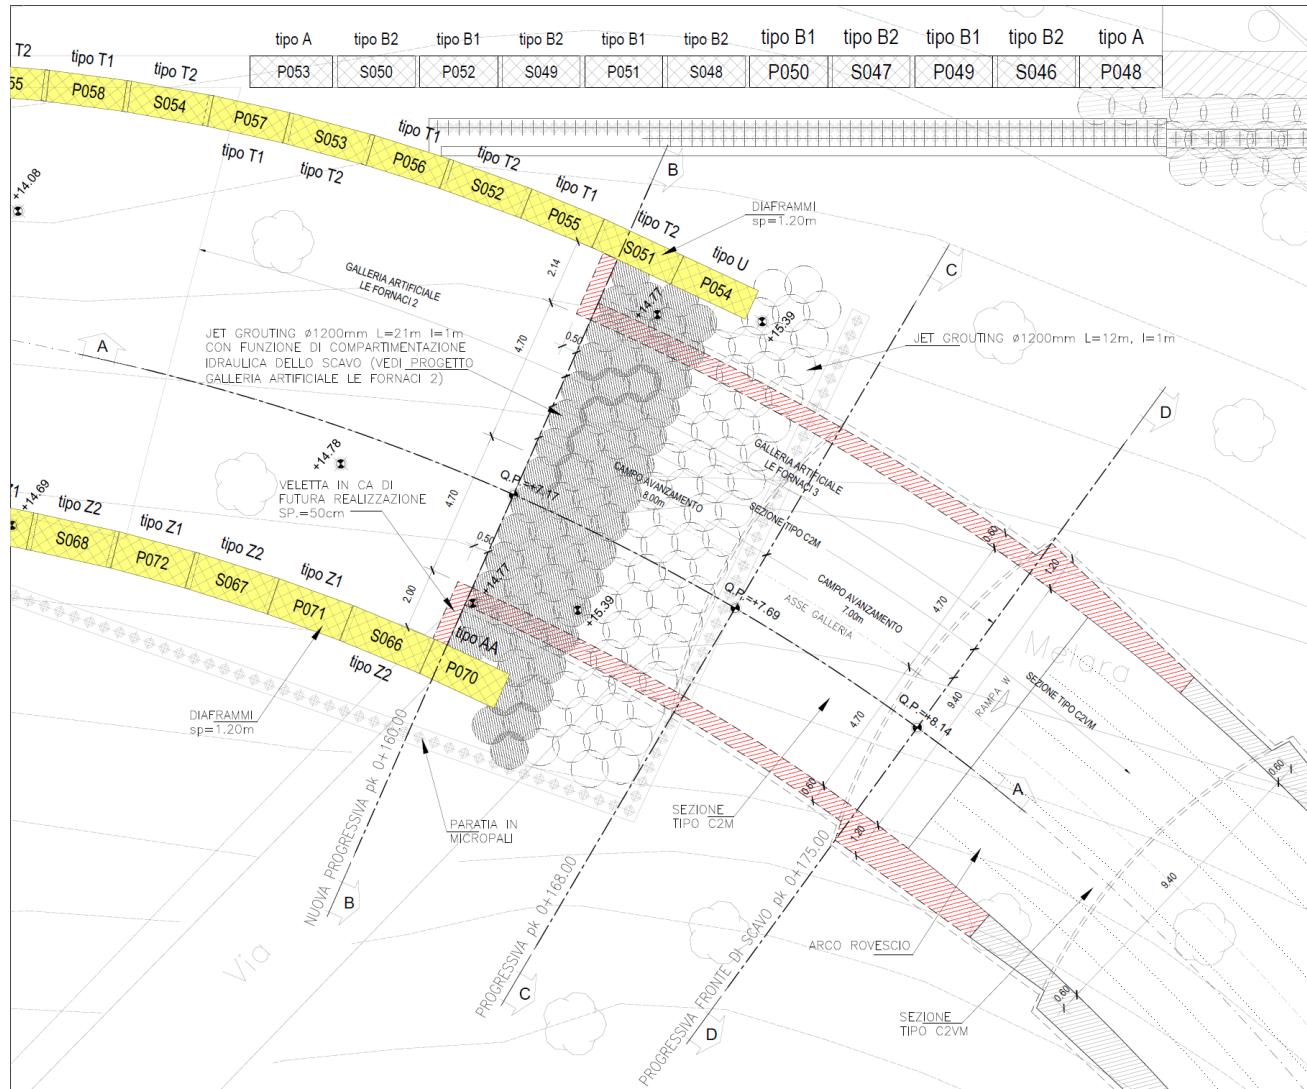 tipo A
tipo B2
tipo B1
tipo B2
tipo B1
tipo B2
tipo B1
tipo B2
tipo B1
tipo B2
tipo A
P053
S050
P052
S049
P051
S048
P050
S047
P049
S046
P048
T2
tipo T1
tipo T2
55
P058
S054
P057
S053
P056
S052
P055
S051
P054
tipo T1
tipo T2
tipo T1
tipo T2
tipo T1
tipo T2
tipo U
B
DIAFRAMMI
sp=1.20m
C
+14.08
GALLERIA ARTIFICIALE
LE FORNACI 2
2.14
+14.77
+15.39
JET GROUTING ø1200mm L=12m, I=1m
JET GROUTING ø1200mm L=21m I=1m
CON FUNZIONE DI COMPARTIMENTAZIONE
IDRAULICA DELLO SCAVO (VEDI PROGETTO
GALLERIA ARTIFICIALE LE FORNACI 2)
A
4.70
0.50
D
GALLERIA ARTIFICIALE
LE FORNACI 3
+14.78
CAMPO AVANZAMENTO
8.00m
SEZIONE TIPO C2M
Q.P.=+7.17
4.70
VELETTA IN CA DI
FUTURA REALIZZAZIONE
SP.=50cm
+14.69
Z1
tipo Z2
tipo Z1
tipo Z2
tipo Z1
S068
P072
S067
P071
S066
P070
tipo AA
tipo Z2
0.50
2.00
+14.77
+15.39
Q.P.=+7.69
CAMPO AVANZAMENTO
7.00m
ASSE GALLERIA
0.60
1.20
4.70
Melara
SEZIONE TIPO C2VM
RAMPA W
9.40
4.70
Q.P.=+8.14
DIAFRAMMI
sp=1.20m
NUOVA PROGRESSIVA pk 0+160.00
PARATIA IN
MICROPALI
SEZIONE
TIPO C2M
0.60
1.20
A
0.60
9.40
B
Via
PROGRESSIVA pk 0+168.00
C
PROGRESSIVA FRONTE DI SCAVO pk 0+175.00
D
ARCO ROVESCIO
SEZIONE
TIPO C2VM
0.60